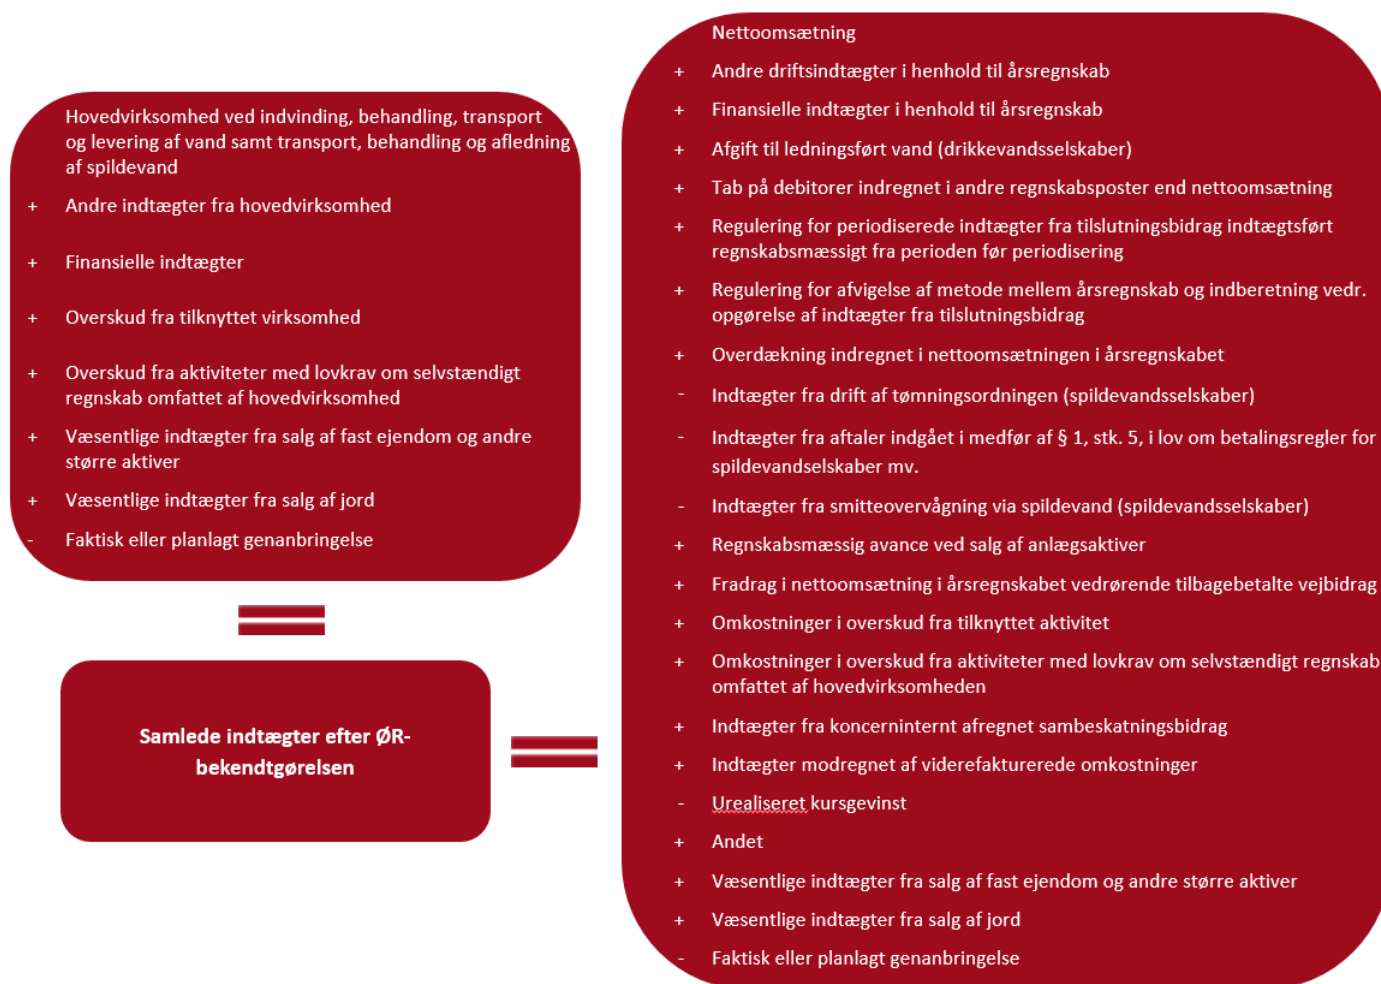 Hovedvirksomhed ved indvinding, behandling, transport
og levering af vand samt transport, behandling og afledning
af spildevand
+ Andre indtægter fra hovedvirksomhed
+ Finansielle indtægter
+ Overskud fra tilknyttet virksomhed
+ Overskud fra aktiviteter med lovkrav om selvstændigt
regnskab omfattet af hovedvirksomhed
+ Væsentlige indtægter fra salg af fast ejendom og andre
større aktiver
+ Væsentlige indtægter fra salg af jord
- Faktisk eller planlagt genanbringelse
Samlede indtægter efter ØR-
bekendtgørelsen
Nettoomsætning
+ Andre driftsindtægter i henhold til årsregnskab
+ Finansielle indtægter i henhold til årsregnskab
+ Afgift til ledningsført vand (drikkevandsselskaber)
+ Tab på debitorer indregnet i andre regnskabsposter end nettoomsætning
+ Regulering for periodiserede indtægter fra tilslutningsbidrag indtægtsført
regnskabsmæssigt fra perioden før periodisering
+ Regulering for afvigelse af metode mellem årsregnskab og indberetning vedr.
opgørelse af indtægter fra tilslutningsbidrag
+ Overdækning indregnet i nettoomsætningen i årsregnskabet
- Indtægter fra drift af tømningsordningen (spildevandsselskaber)
- Indtægter fra aftaler indgået i medfør af § 1, stk. 5, i lov om betalingsregler for
spildevandselskaber mv.
- Indtægter fra smitteovervågning via spildevand (spildevandsselskaber)
+ Regnskabsmæssig avance ved salg af anlægsaktiver
+ Fradrag i nettoomsætning i årsregnskabet vedrørende tilbagebetalte vejbidrag
+ Omkostninger i overskud fra tilknyttet aktivitet
+ Omkostninger i overskud fra aktiviteter med lovkrav om selvstændigt regnskab
omfattet af hovedvirksomheden
+ Indtægter fra koncerninternt afregnet sambeskatningsbidrag
+ Indtægter modregnet af viderefakturerede omkostninger
- Urealiseret kursgevinst
+ Andet
+ Væsentlige indtægter fra salg af fast ejendom og andre større aktiver
+ Væsentlige indtægter fra salg af jord
- Faktisk eller planlagt genanbringelse